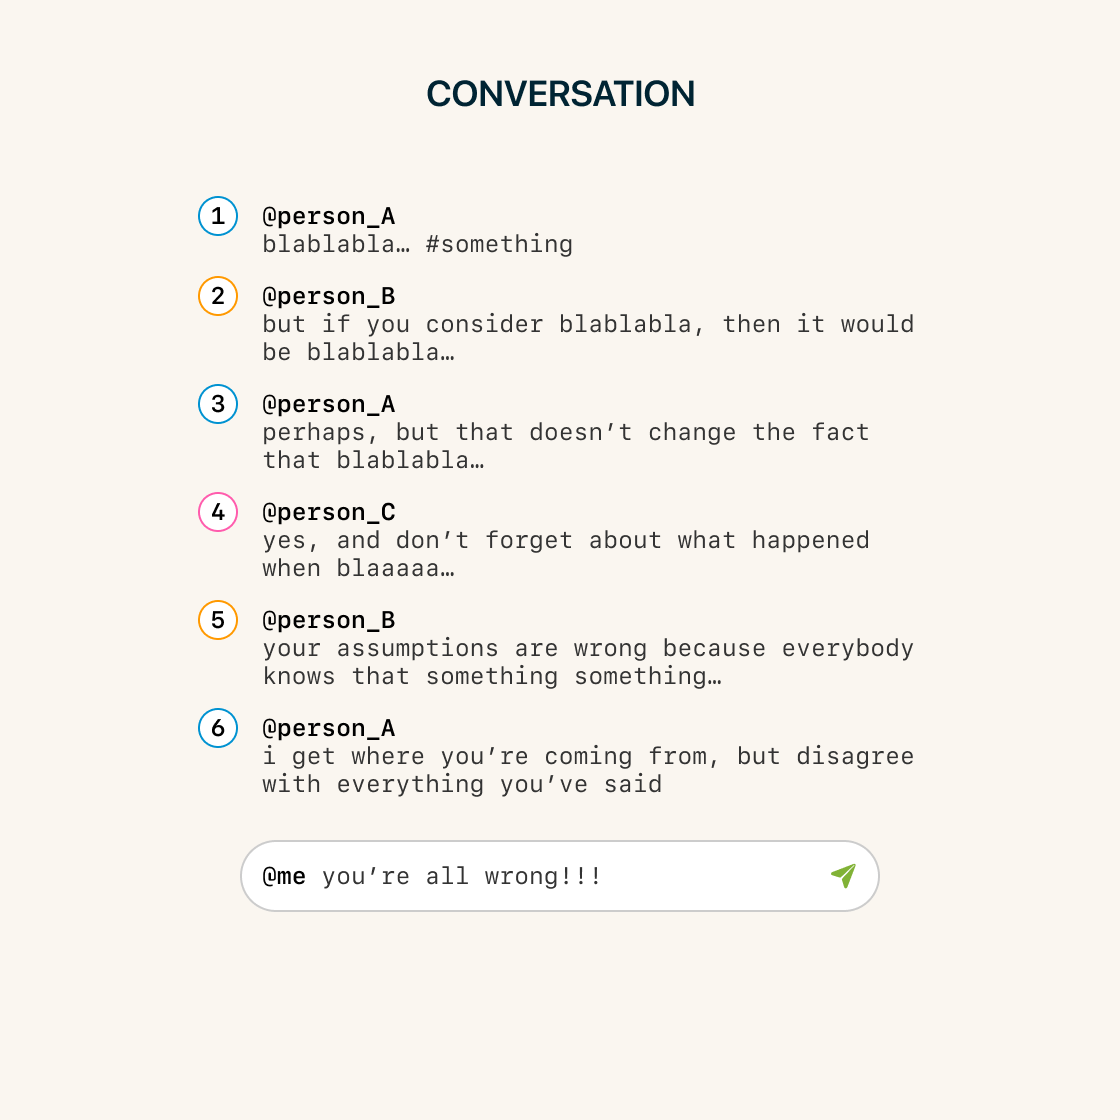 CONVERSATION
1
@person_A
blablabla… #something
2
@person_B
but if you consider blablabla, then it would
be blablabla…
3
@person_A
perhaps, but that doesn’t change the fact
that blablabla…
4
@person_C
yes, and don’t forget about what happened
when blaaaaa…
5
@person_B
your assumptions are wrong because everybody
knows that something something…
6
@person_A
i get where you’re coming from, but disagree
with everything you’ve said
@me you’re all wrong!!!